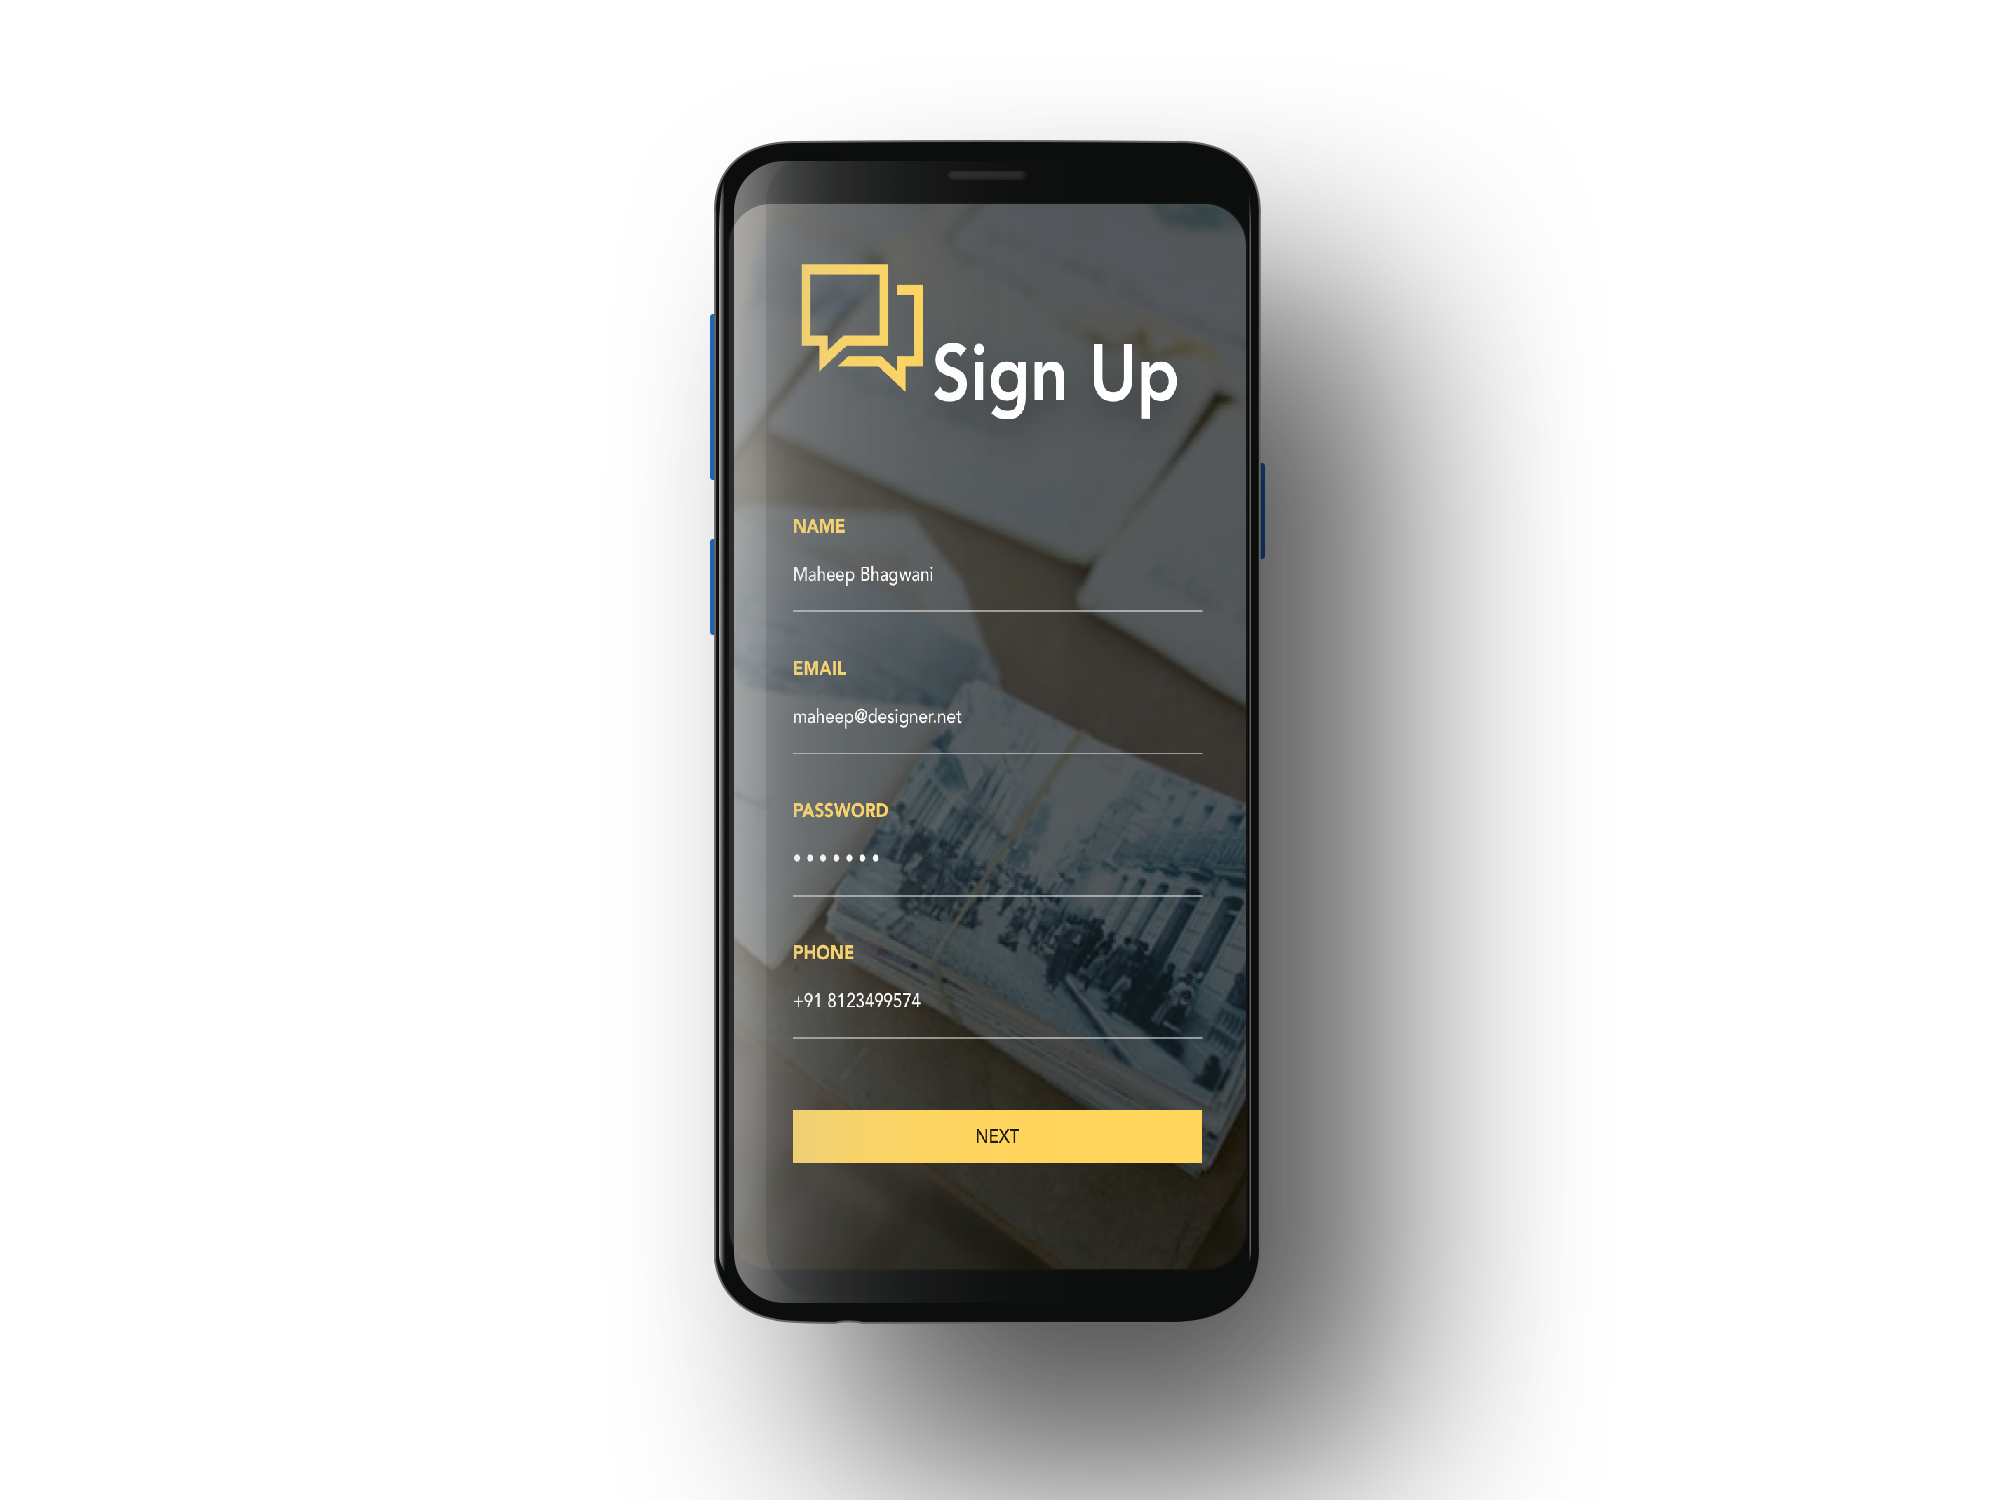 Sign Up
NAME
Maheep Bhagwani
EMAIL
maheep@designer.net
PASSWORD
•••••••
PHONE
+91 8123499574
NEXT